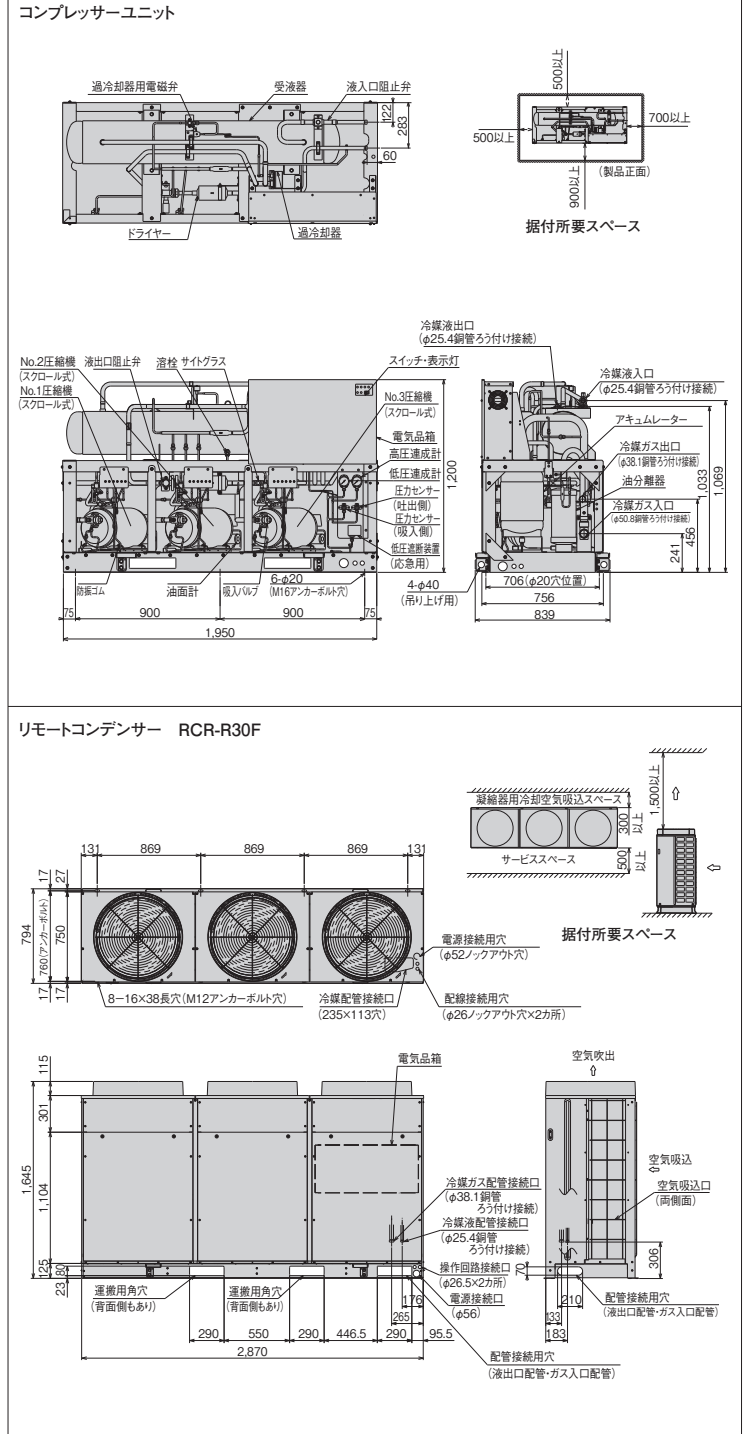 コンプレッサーユニット
過冷却器用電磁弁
受液器
液入口阻止弁
122
283
60
ドライヤー
過冷却器
500以上
700以上
500以上
900以上
(製品正面)
据付所要スペース
冷媒液出口
(φ25.4銅管ろう付け接続)
No.2圧縮機
(スクロール式)
液出口阻止弁
溶栓
サイトグラス
スイッチ・表示灯
冷媒液入口
(φ25.4銅管ろう付け接続)
No.1圧縮機
(スクロール式)
No.3圧縮機
(スクロール式)
アキュムレーター
電気品箱
冷媒ガス出口
(φ38.1銅管ろう付け接続)
高圧連成計
低圧連成計
油分離器
圧力センサー
(吐出側)
冷媒ガス入口
(φ50.8銅管ろう付け接続)
圧力センサー
(吸入側)
低圧遮断装置
(応急用)
1,200
1,033
1,069
241
456
防振ゴム
油面計
吸入バルブ
6-φ20
(M16アンカーボルト穴)
4-φ40
(吊り上げ用)
706(φ20穴位置)
756
839
75
900
900
75
1,950
リモートコンデンサー RCR-R30F
凝縮器用冷却空気吸込スペース
300以上
サービススペース
500以上
1,500以上
据付所要スペース
131
869
869
869
131
17
27
794
760(アンカーボルト)
750
17
17
8−16×38長穴(M12アンカーボルト穴)
冷媒配管接続口
(235×113穴)
電源接続用穴
(φ52ノックアウト穴)
配線接続用穴
(φ26ノックアウト穴×2カ所)
電気品箱
空気吹出
115
301
1,645
1,104
125
80
23
空気吸込
空気吸込口
(両側面)
冷媒ガス配管接続口
(φ38.1銅管
ろう付け接続)
冷媒液配管接続口
(φ25.4銅管
ろう付け接続)
操作回路接続口
(φ26.5×2カ所)
電源接続口
(φ56)
運搬用角穴
(背面側もあり)
運搬用角穴
(背面側もあり)
176
265
290
550
290
446.5
290
95.5
2,870
配管接続用穴
(液出口配管・ガス入口配管)
70
306
210
133
183
配管接続用穴
(液出口配管・ガス入口配管)